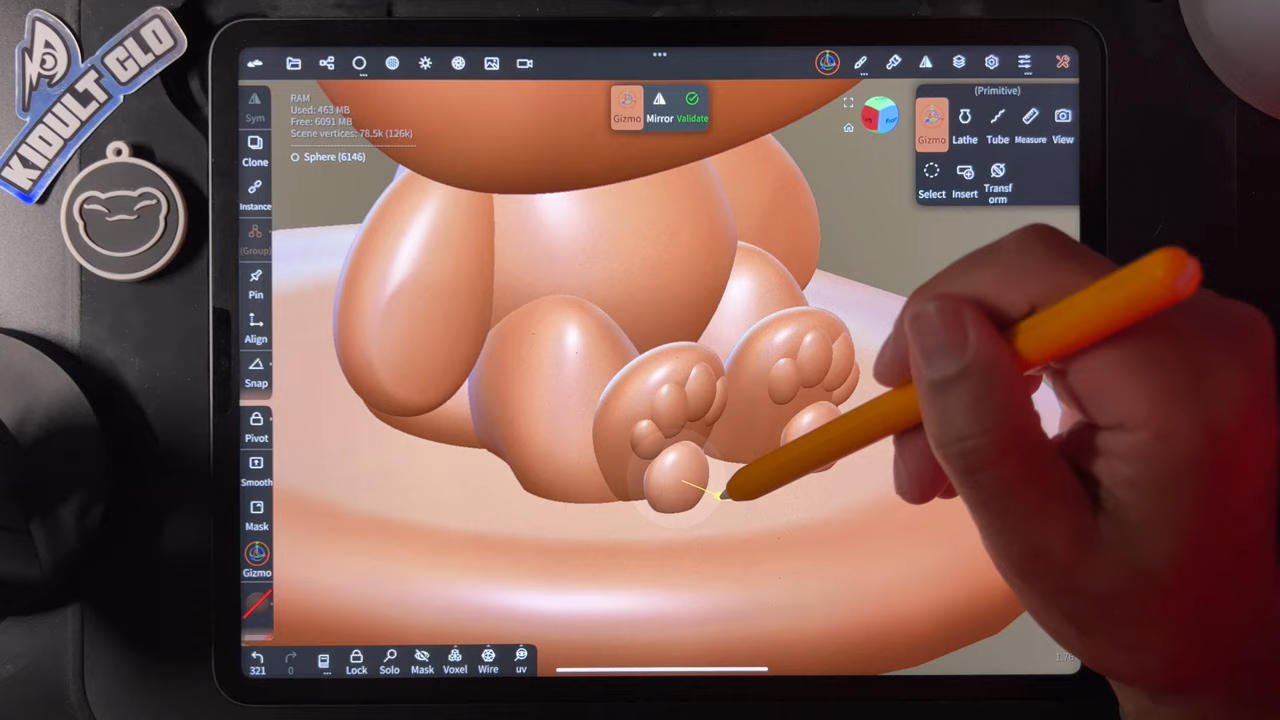 KIDULT CLO
RAM
Used: 463 MB
Free: 6091 MB
Scene vertices: 78.5k (126k)
Sphere (6146)
Gizmo
Mirror
Validate
(Primitive)
Gizmo
Lathe
Tube
Measure
View
Select
Insert
Transf
orm
Left
Front
Sym
Clone
Instance
(Group)
Pin
Align
Snap
Pivot
Smooth
Mask
Gizmo
321
0
...
Lock
Solo
Mask
Voxel
Wire
uv